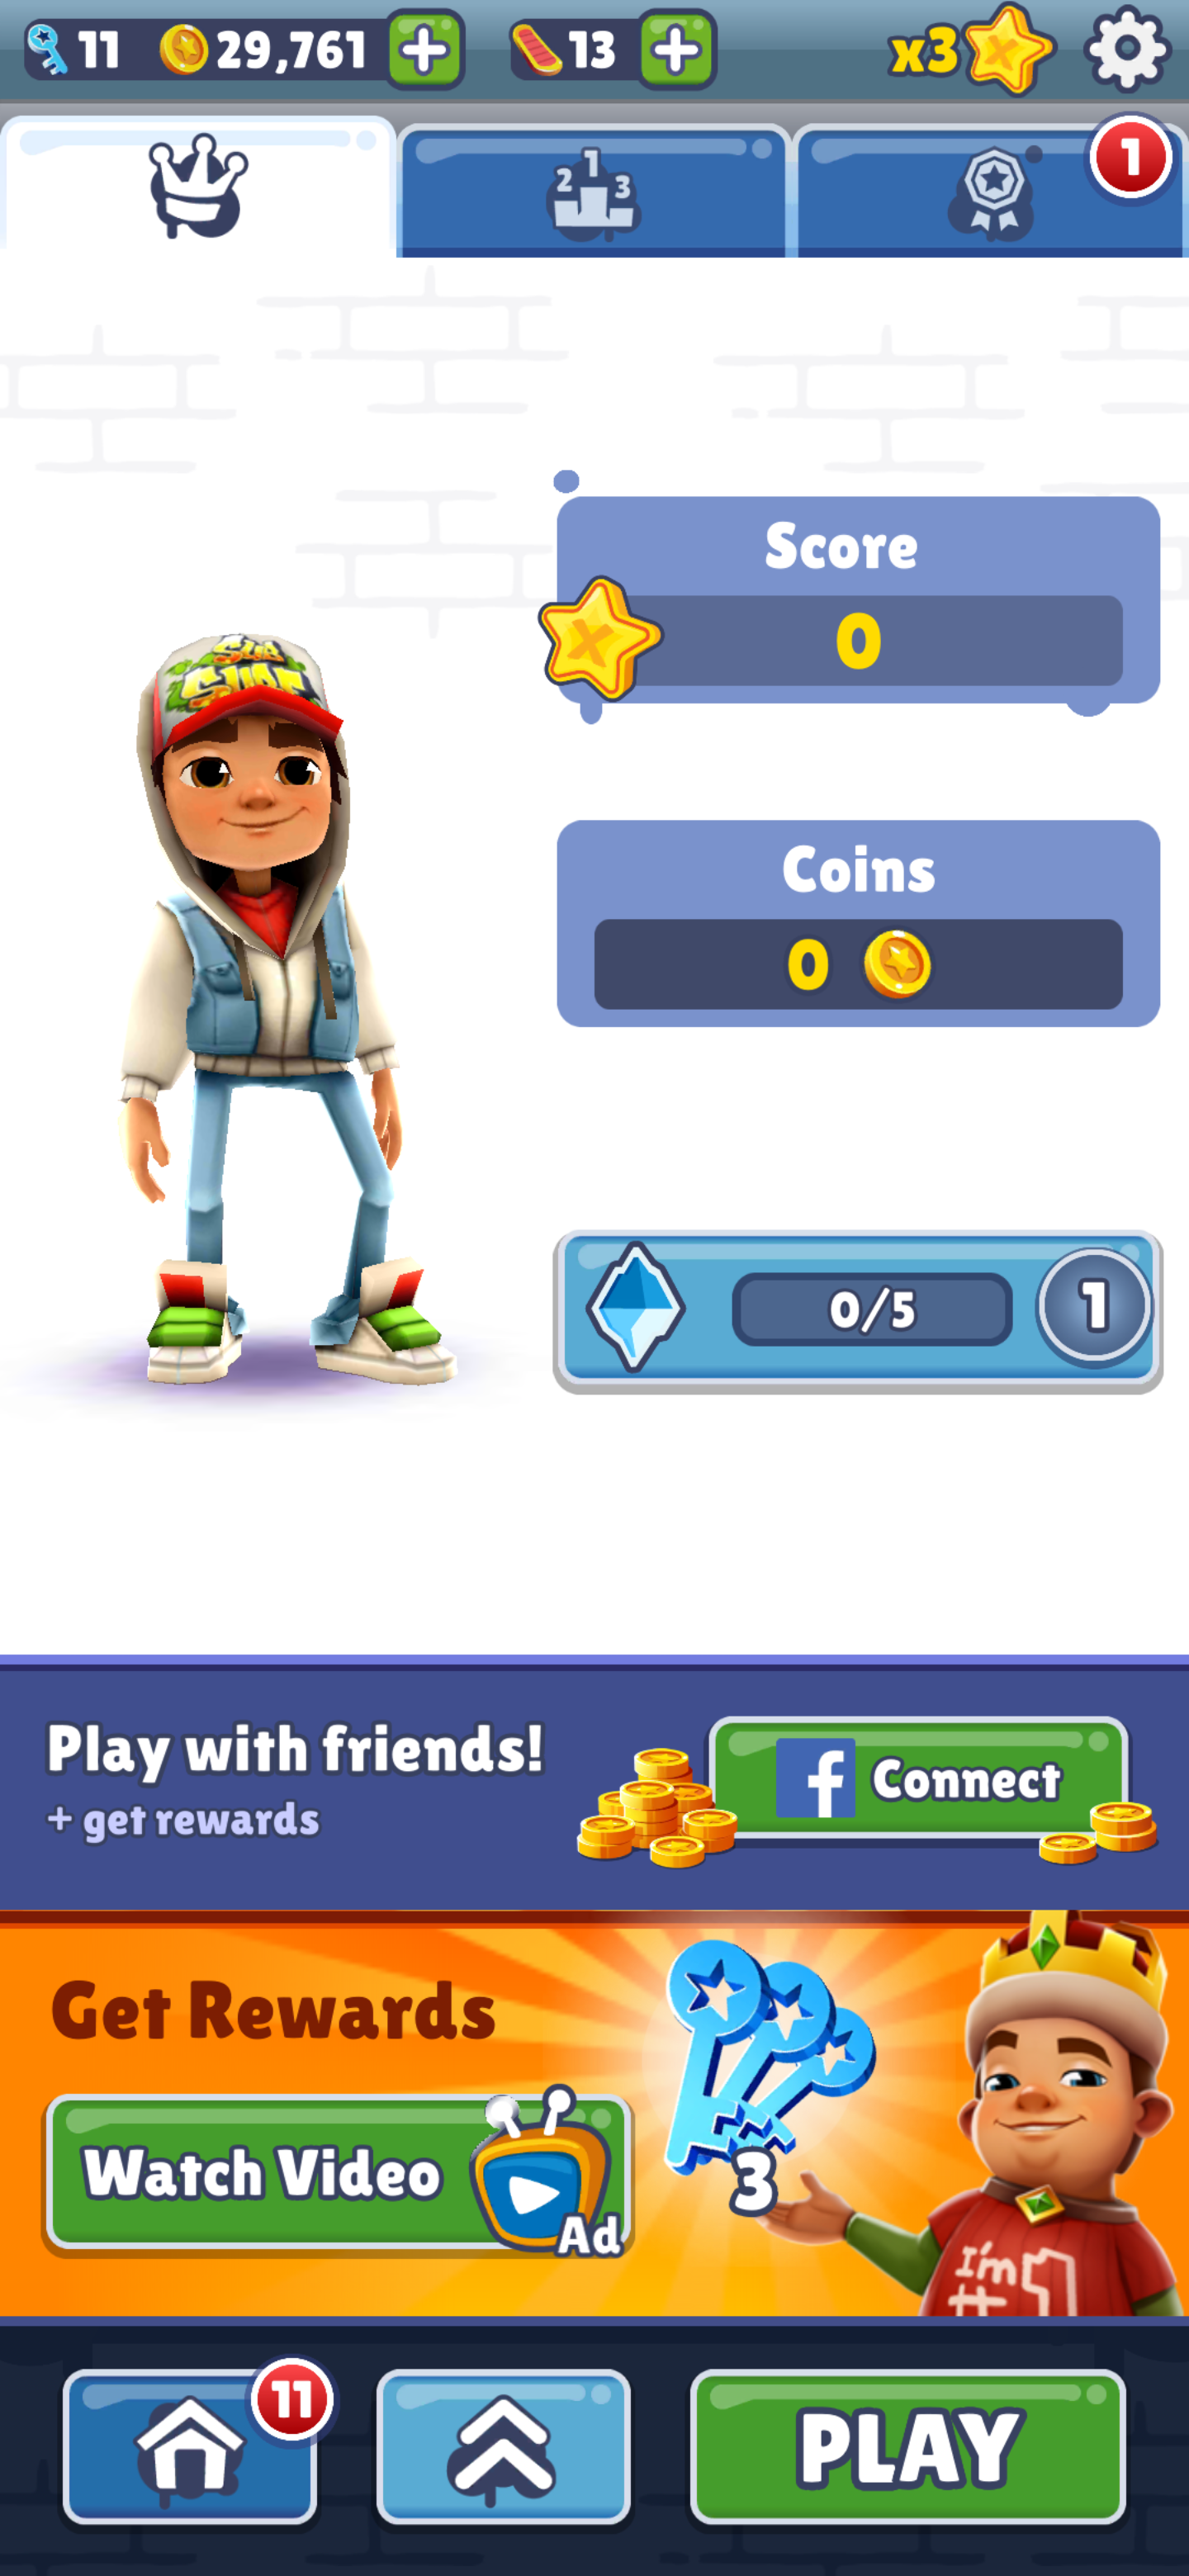 11 29,761 13 x3
2 1 3
1
Score
0
Coins
0
0/5 1
Play with friends!
+ get rewards
f Connect
Get Rewards
Watch Video
Ad
3
I'm
#1
11
PLAY